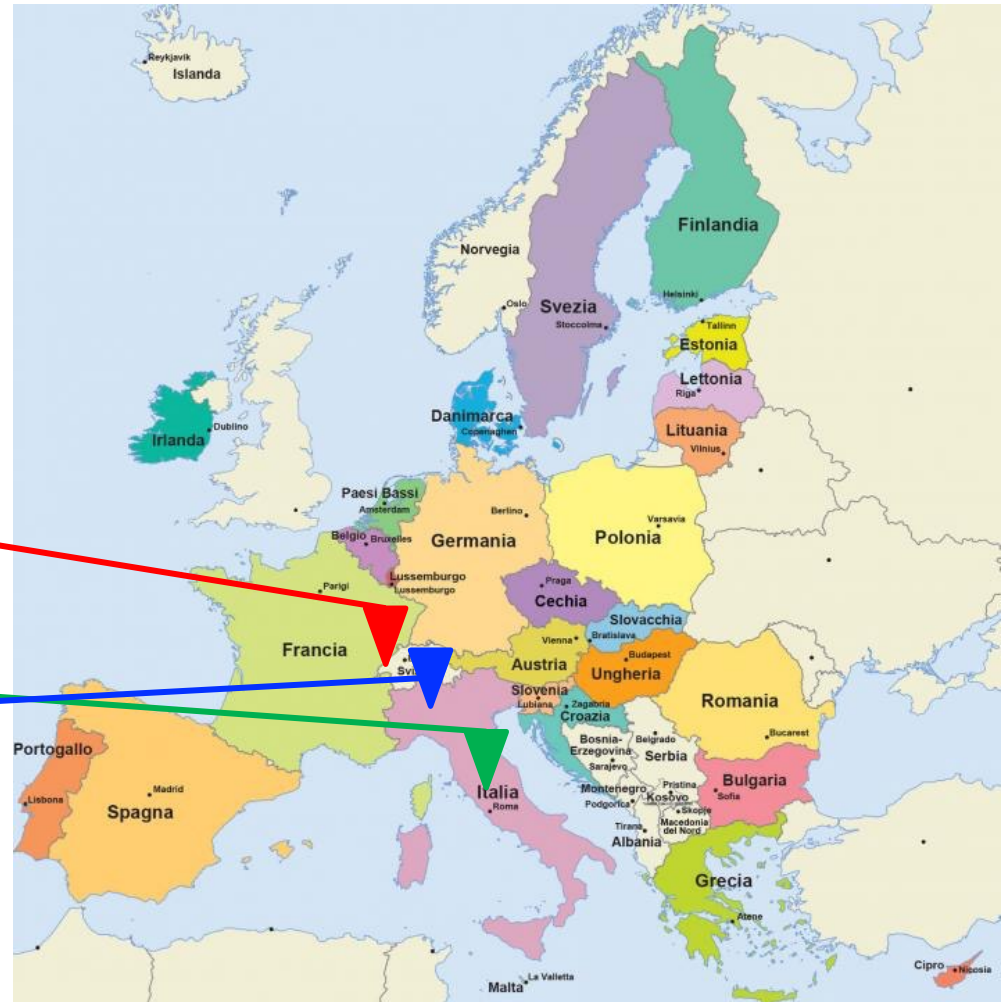 Reykjavik
Islanda
Finlandia
Norvegia
Helsinki
Oslo
Svezia
Stoccolma
Tallinn
Estonia
Lettonia
Riga
Danimarca
Copenaghen
Lituania
Vilnius
Dublino
Irlanda
Paesi Bassi
Amsterdam
Berlino
Varsavia
Belgio
Bruxelles
Germania
Polonia
Lussemburgo
Lussemburgo
Parigi
Praga
Cechia
Slovacchia
Vienna
Bratislava
Francia
Budapest
Austria
Ungheria
Slovenia
Lubiana
Zagabria
Croazia
Romania
Bucarest
Bosnia-
Erzegovina
Sarajevo
Belgrado
Serbia
Portogallo
Lisbona
Madrid
Spagna
Italia
Roma
Montenegro
Podgorica
Pristina
Kosovo
Sofia
Bulgaria
Skopje
Macedonia
del Nord
Tirana
Albania
Grecia
Atene
La Valletta
Malta
Cipro
Nicosia